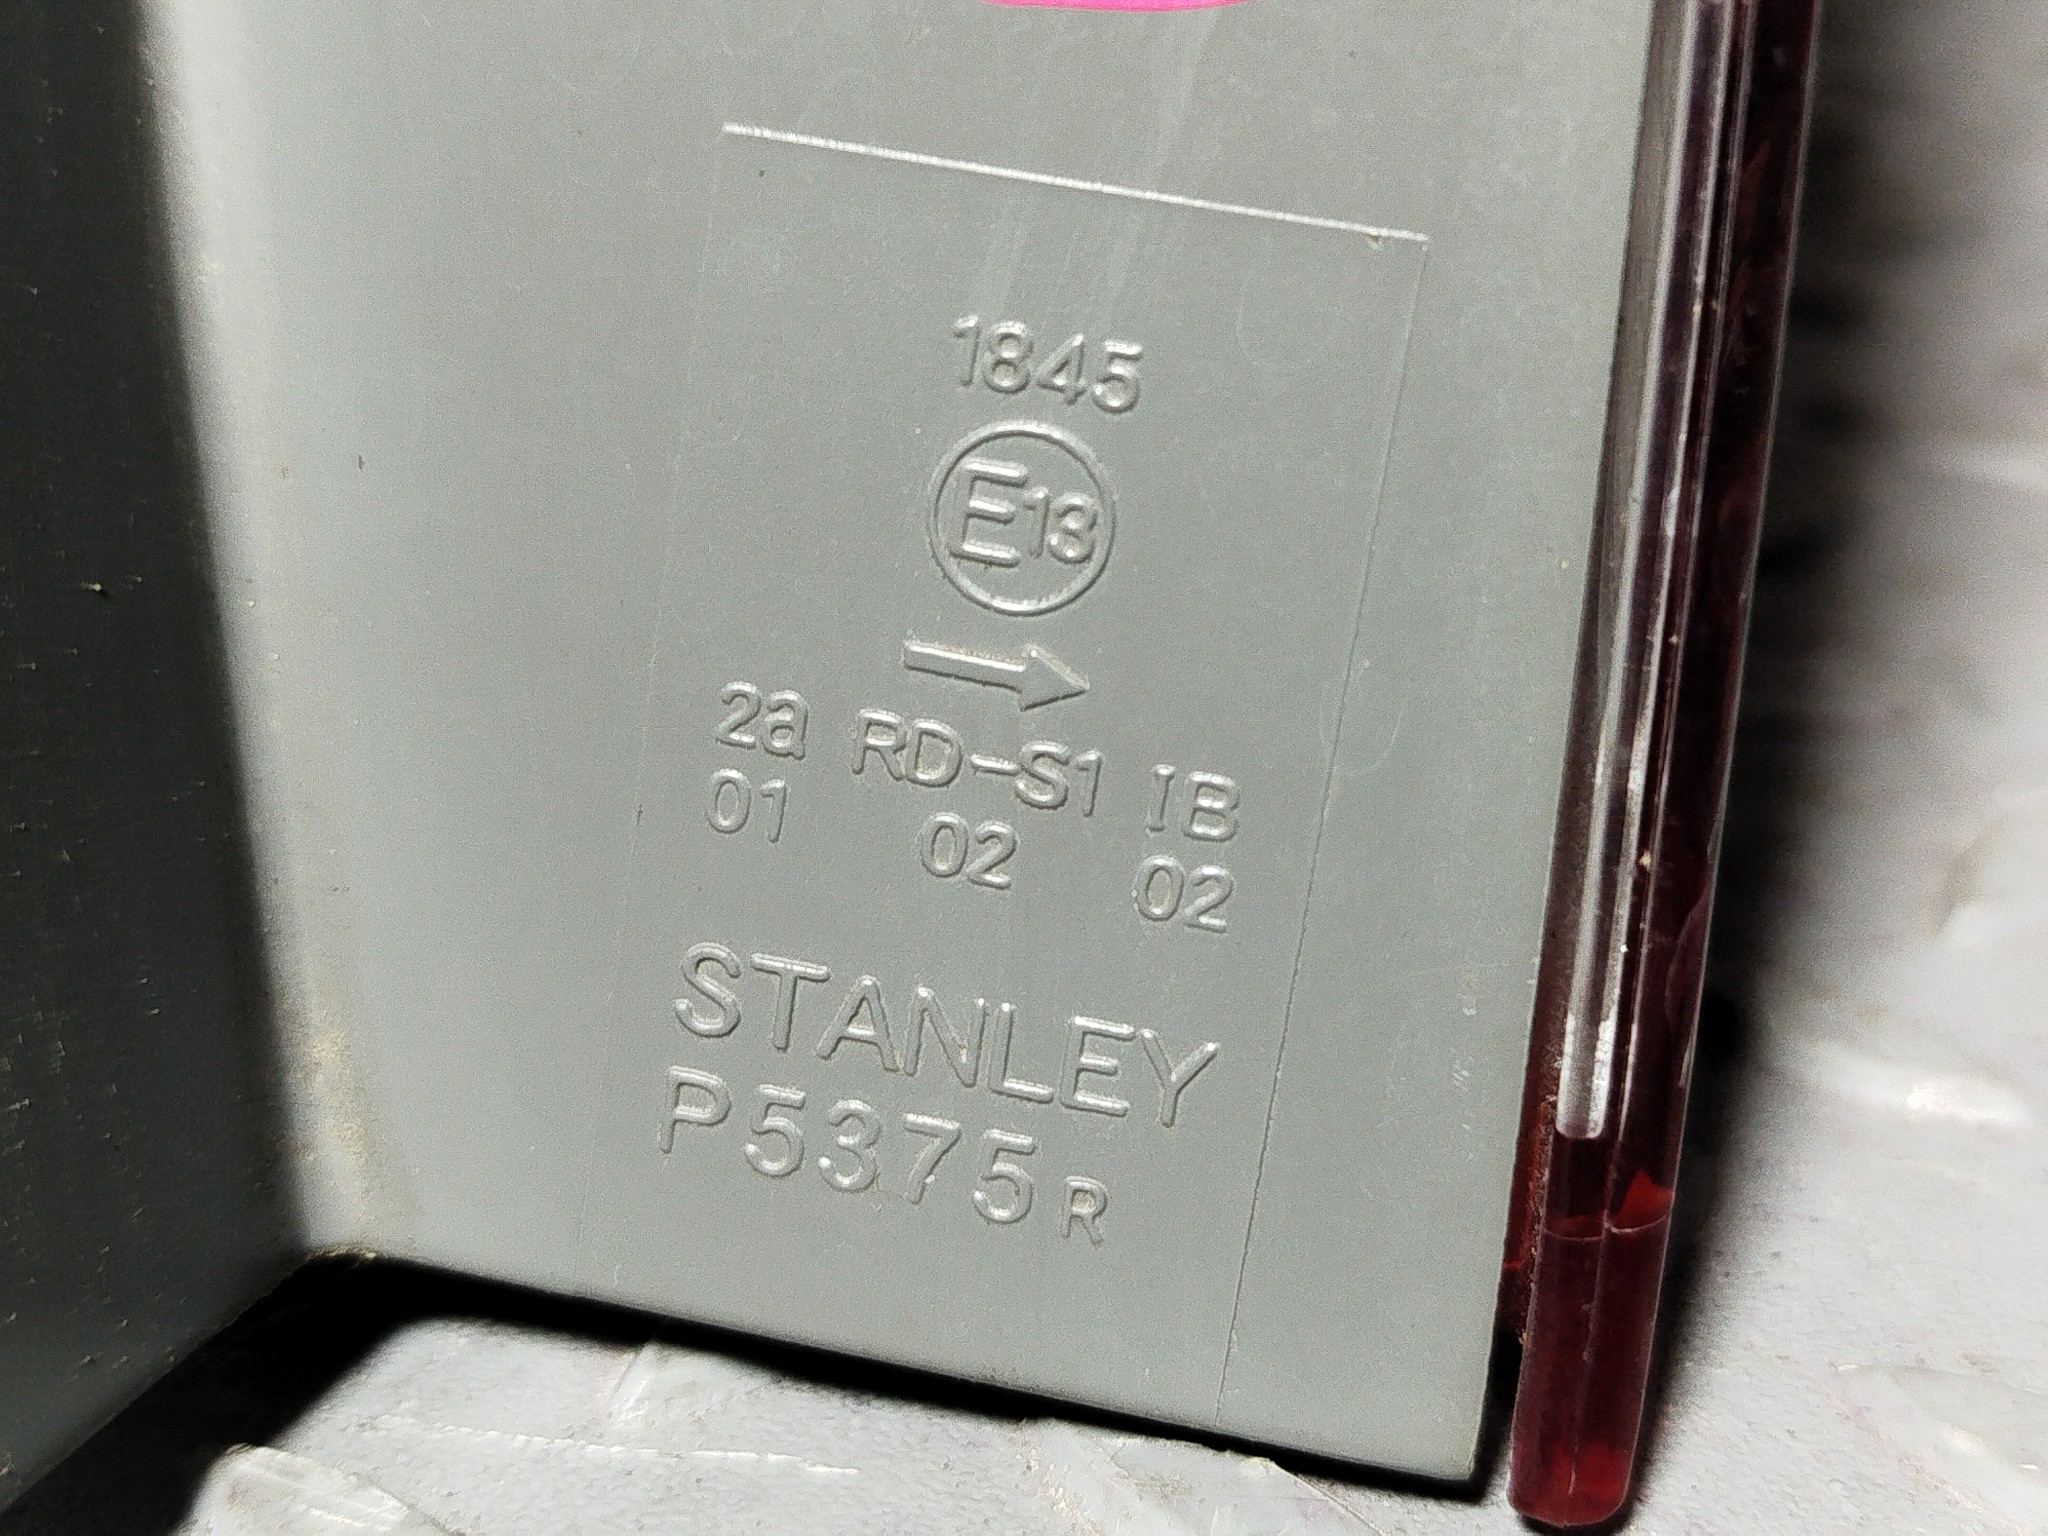 1845
E13
→
2a RD-S1 IB
01 02 02
STANLEY
P5375R